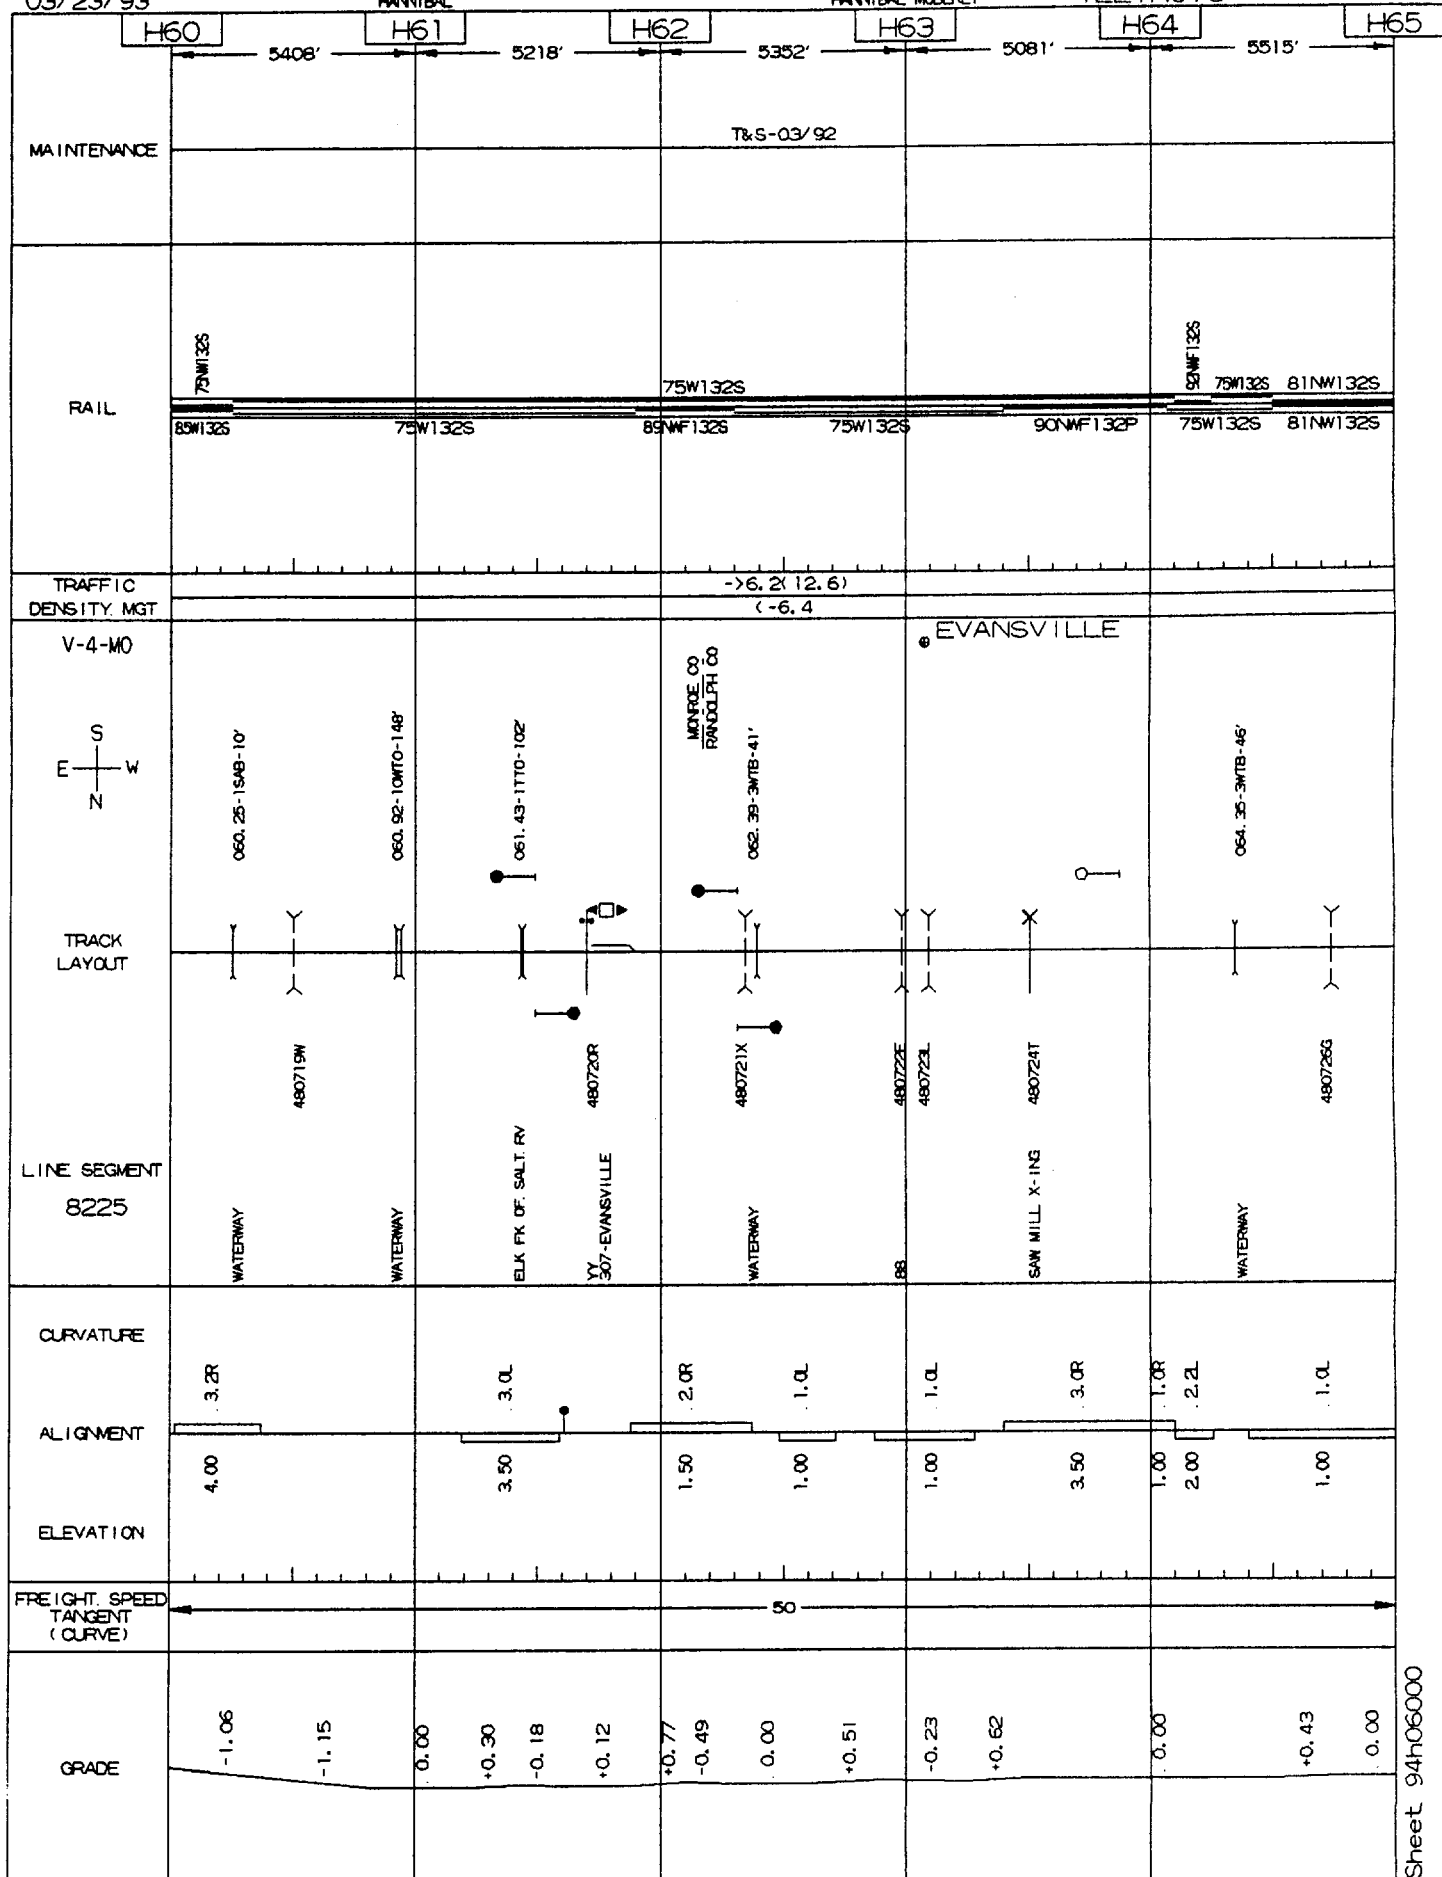 03/23/93
HANNIBAL
H60 H61 H62 H63 H64 H65
5408' 5218' 5352' 5081' 5515'
MAINTENANCE
T&S-03/92
RAIL
75NW132S 75W132S 92NWF132S 75W132S 81NW132S
85W132S 75W132S 89NWF132S 75W132S 90NWF132P 75W132S 81NW132S
TRAFFIC
DENSITY. MGT
->6.2(12.6)
<-6.4
V-4-MO
EVANSVILLE
MONROE CO
RANDOLPH CO
S
E W
N
060.25-1SAB-10'
060.92-10WTO-148'
061.43-1TTO-102'
062.39-3WTB-41'
064.35-3WTB-46'
TRACK
LAYOUT
480719W
480720R
480721X
480722E
480723L
480724T
480726G
LINE SEGMENT
8225
WATERWAY
WATERWAY
ELK FK OF. SALT. RV
YY
307-EVANSVILLE
WATERWAY
88
SAW MILL X-ING
WATERWAY
CURVATURE
3.2R 3.0L 2.0R 1.0L 1.0L 3.0R 1.0R 2.2L 1.0L
ALIGNMENT
4.00 3.50 1.50 1.00 1.00 3.50 1.00 2.00 1.00
ELEVATION
FREIGHT. SPEED
TANGENT
(CURVE)
50
GRADE
-1.06 -1.15 0.00 +0.30 -0.18 +0.12 +0.77 -0.49 0.00 +0.51 -0.23 +0.62 0.00 +0.43 0.00
Sheet 94h06000